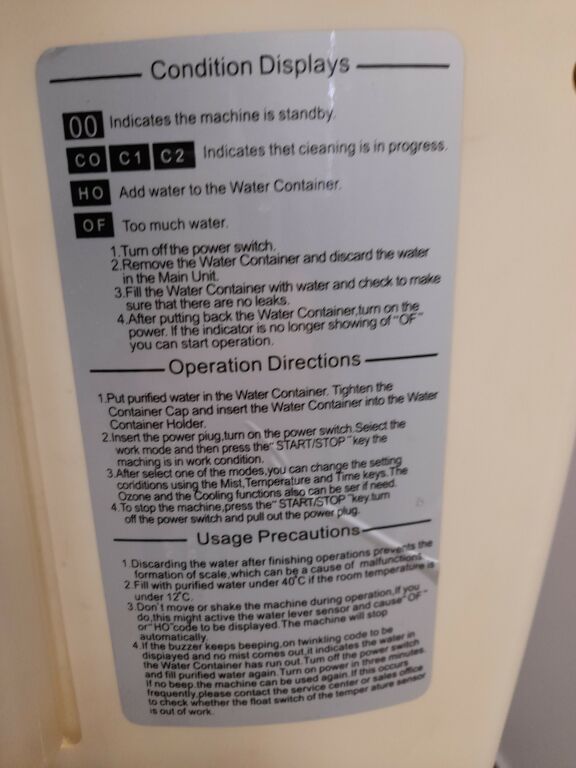 Condition Displays
00 Indicates the machine is standby.
CO C1 C2 Indicates thet cleaning is in progress.
HO Add water to the Water Container.
OF Too much water.
1.Turn off the power switch.
2.Remove the Water Container and discard the water
in the Main Unit.
3.Fill the Water Container with water and check to make
sure that there are no leaks.
4.After putting back the Water Container,turn on the
power. If the indicator is no longer showing of "OF"
you can start operation.
Operation Directions
1.Put purified water in the Water Container. Tighten the
Container Cap and insert the Water Container into the Water
Container Holder.
2.Insert the power plug,turn on the power switch.Select the
work mode and then press the"START/STOP"key the
maching is in work condition.
3.After select one of the modes,you can change the setting
conditions using the Mist,Temperature and Time keys.The
Ozone and the Cooling functions also can be ser if need.
4.To stop the machine,press the"START/STOP"key.turn
off the power switch and pull out the power plug.
Usage Precautions
1.Discarding the water after finishing operations prevents the
formation of scale,which can be a cause of malfunctions.
2.Fill with purified water under 40°C if the room temperature is
under 12°C.
3.Don't move or shake the machine during operation,If you
do,this might active the water lever sensor and cause"OF"
or"HO"code to be displayed.The machine will stop
automatically.
4.If the buzzer keeps beeping,on twinkling code to be
displayed and no mist comes out,it indicates the water in
the Water Container has run out.Turn off the power switch
and fill purified water again.Turn on power in three minutes.
if no beep.the machine can be used again.If this occurs
frequently,please contact the service center or sales office
to check whether the float switch of the temper ature sensor
is out of work.